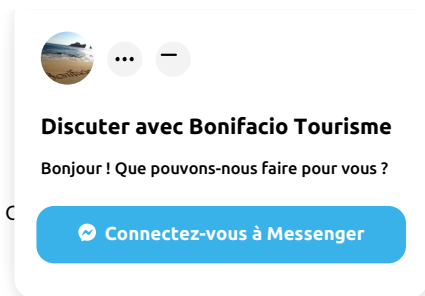 Discuter avec Bonifacio Tourisme
Bonjour ! Que pouvons-nous faire pour vous ?
Connectez-vous à Messenger